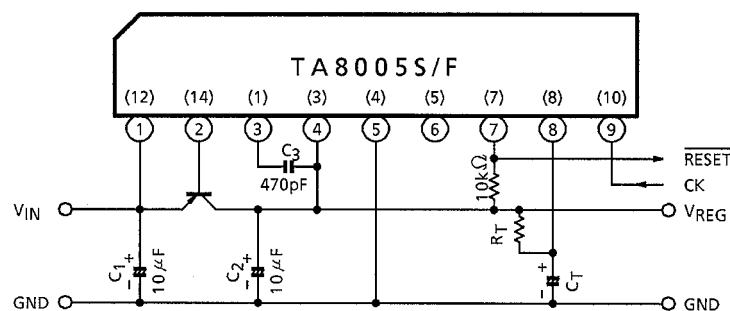 TA8005S/F
(12) (14) (1) (3) (4) (5) (7) (8) (10)
1 2 3 4 5 6 7 8 9
C3
470pF
10kΩ
RESET
CK
VIN
VREG
RT
C1
+
-
10μF
C2
+
-
10μF
+
-
CT
GND
GND